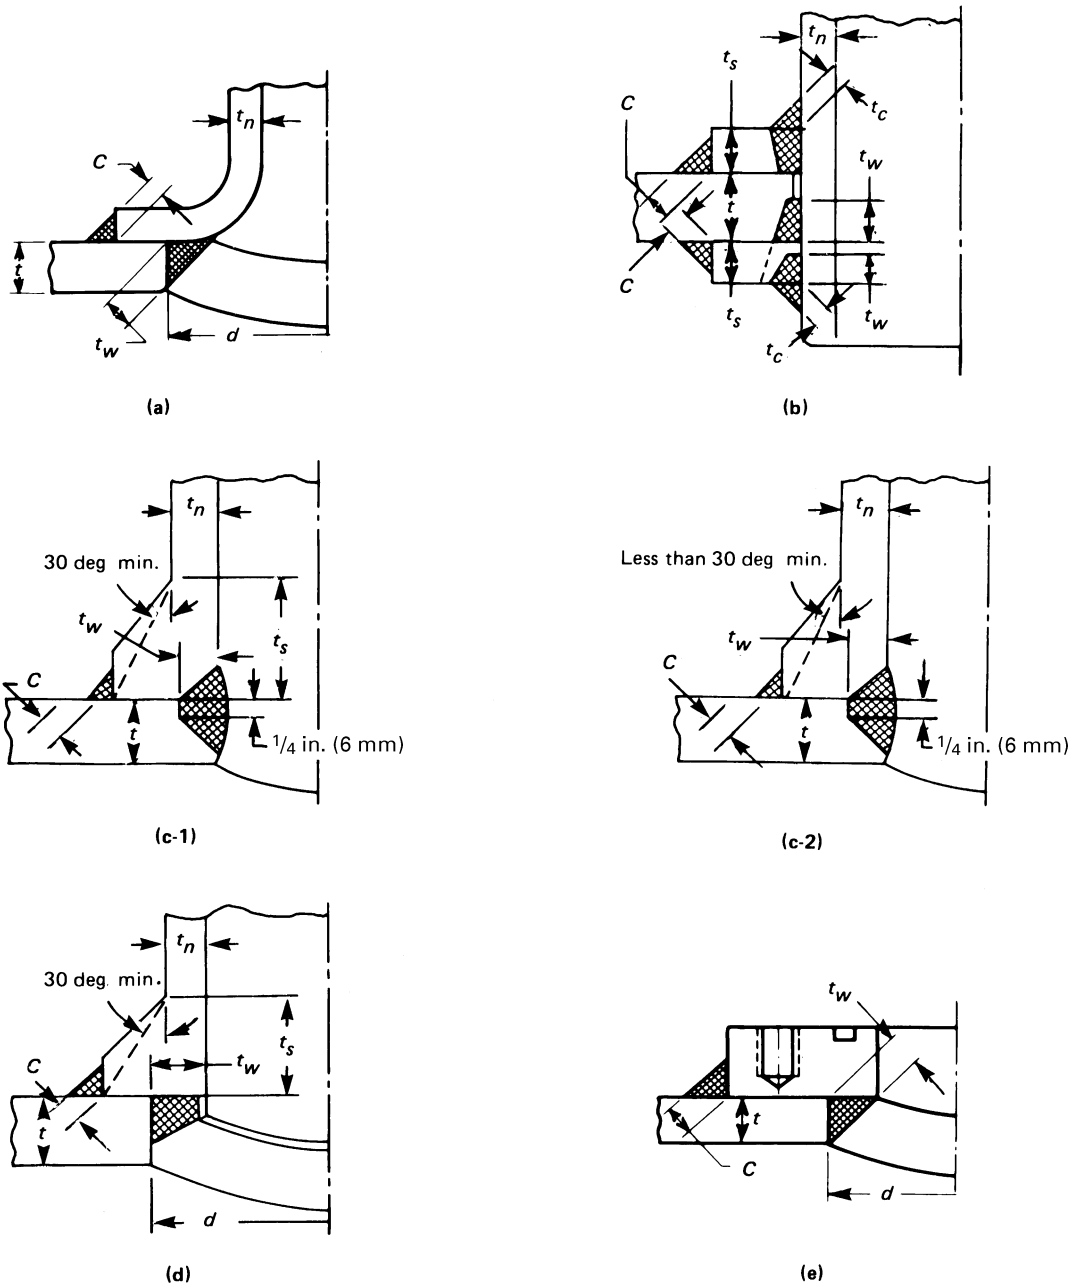 t_n
C
t
t_w
d
(a)
t_n
t_s
C
t_c
t_w
t
C
t_s
t_w
t_c
(b)
t_n
30 deg min.
t_w
t_s
C
t
1/4 in. (6 mm)
(c-1)
t_n
Less than 30 deg min.
t_w
C
t
1/4 in. (6 mm)
(c-2)
t_n
30 deg. min.
t_s
C
t_w
t
d
(d)
t_w
t
C
d
(e)